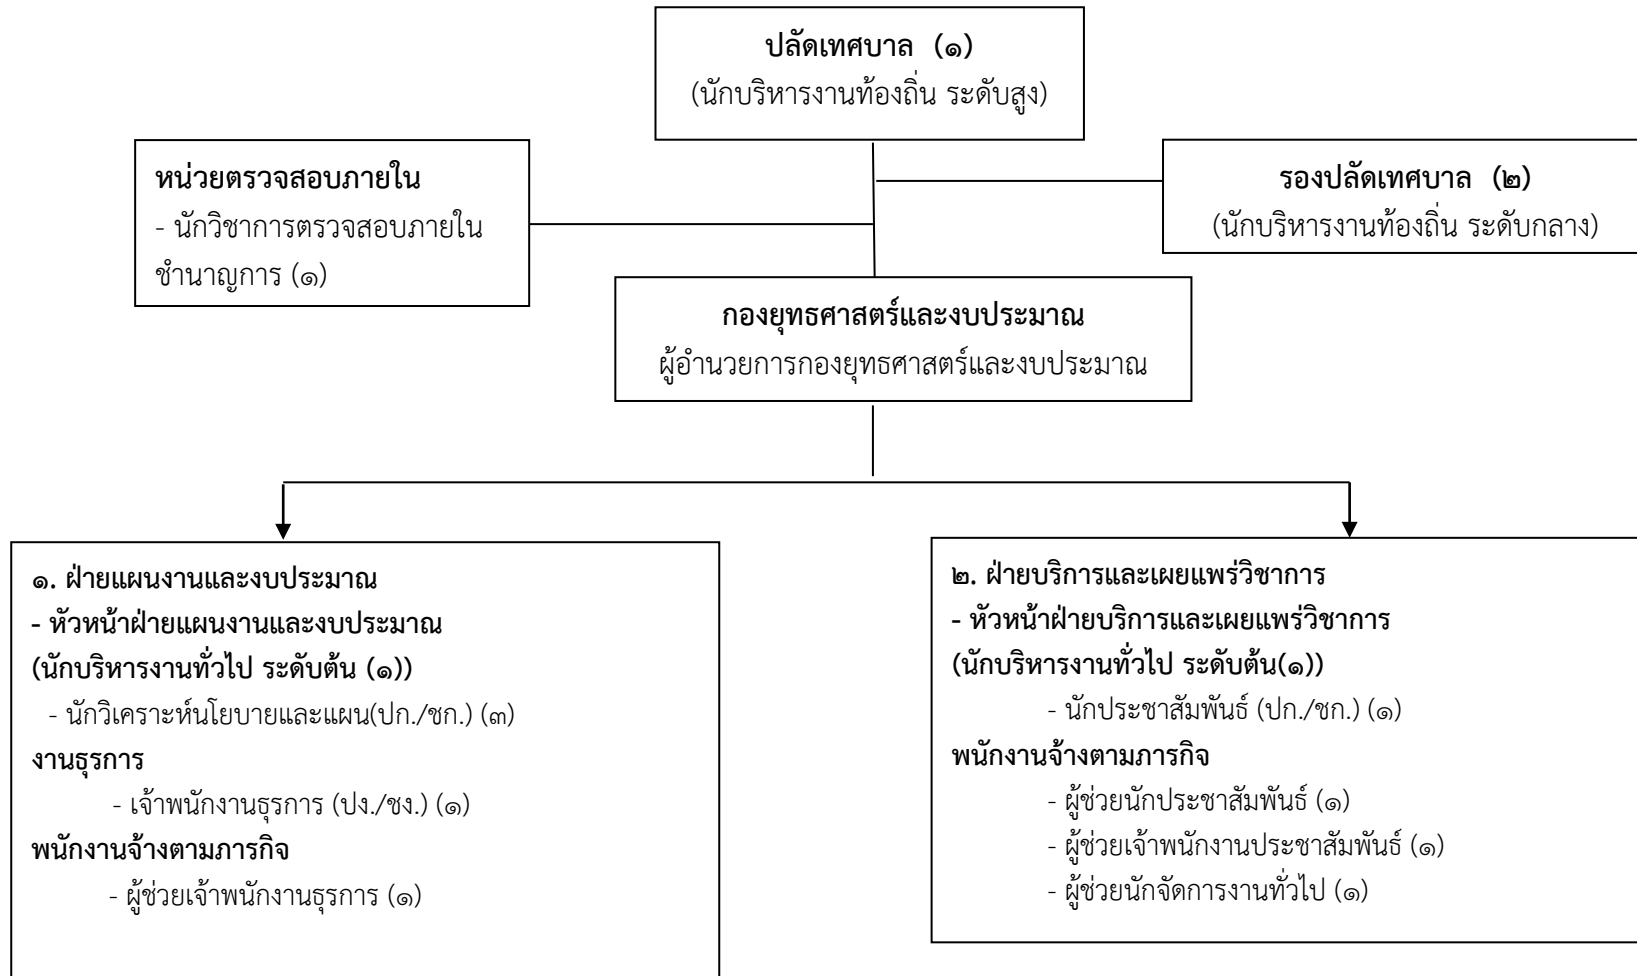 ปลัดเทศบาล (๑)
(นักบริหารงานท้องถิ่น ระดับสูง)
หน่วยตรวจสอบภายใน
- นักวิชาการตรวจสอบภายใน
ชำนาญการ (๑)
รองปลัดเทศบาล (๒)
(นักบริหารงานท้องถิ่น ระดับกลาง)
กองยุทธศาสตร์และงบประมาณ
ผู้อำนวยการกองยุทธศาสตร์และงบประมาณ
๑. ฝ่ายแผนงานและงบประมาณ
- หัวหน้าฝ่ายแผนงานและงบประมาณ
(นักบริหารงานทั่วไป ระดับต้น (๑))
- นักวิเคราะห์นโยบายและแผน(ปก./ชก.) (๓)
งานธุรการ
- เจ้าพนักงานธุรการ (ปง./ชง.) (๑)
พนักงานจ้างตามภารกิจ
- ผู้ช่วยเจ้าพนักงานธุรการ (๑)
๒. ฝ่ายบริการและเผยแพร่วิชาการ
- หัวหน้าฝ่ายบริการและเผยแพร่วิชาการ
(นักบริหารงานทั่วไป ระดับต้น(๑))
- นักประชาสัมพันธ์ (ปก./ชก.) (๑)
พนักงานจ้างตามภารกิจ
- ผู้ช่วยนักประชาสัมพันธ์ (๑)
- ผู้ช่วยเจ้าพนักงานประชาสัมพันธ์ (๑)
- ผู้ช่วยนักจัดการงานทั่วไป (๑)